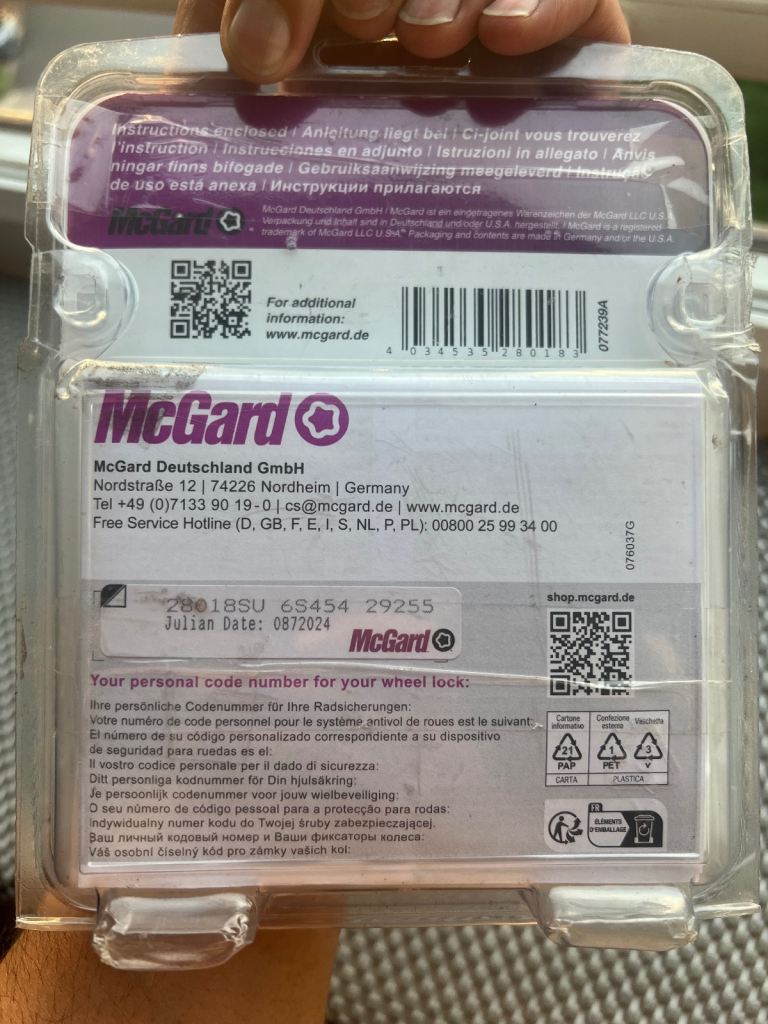 Instructions enclosed I Anleitung liegt bei I Ci-joint vous trouverez
l'instruction I Instrucciones en adjunto I Istruzioni in allegato I Anvis
ningar finns bifogade I Gebruiksaanwijzing meegeleverd I Instruções
de uso está anexa I Инструкции прилагаются
McGard
McGard Deutschland GmbH I McGard ist ein eingetragenes Warenzeichen der McGard LLC U.S.A.
Verpackung und Inhalt sind in Deutschland und/oder U.S.A. hergestellt. I McGard is a registered
trademark of McGard LLC U.S.A. Packaging and contents are made in Germany and/or the U.S.A.
For additional
information:
www.mcgard.de
4 034535 280183
077239A
McGard
McGard Deutschland GmbH
Nordstraße 12 | 74226 Nordheim | Germany
Tel +49 (0)7133 90 19-0 | cs@mcgard.de | www.mcgard.de
Free Service Hotline (D, GB, F, E, I, S, NL, P, PL): 00800 25 99 34 00
076037G
28018SU 6S454 29255
Julian Date: 0872024
McGard
shop.mcgard.de
Your personal code number for your wheel lock:
Ihre persönliche Codenummer für Ihre Radsicherungen:
Votre numéro de code personnel pour le système antivol de roues est le suivant:
El número de su código personalizado correspondiente a su dispositivo
de seguridad para ruedas es el:
Il vostro codice personale per il dado di sicurezza:
Ditt personliga kodnummer för Din hjulsäkring:
Je persoonlijk codenummer voor jouw wielbeveiliging:
O seu número de código pessoal para a protecção para rodas:
Indywidualny numer kodu do Twojej śruby zabezpieczającej.
Ваш личный кодовый номер и Ваши фиксаторы колеса:
Váš osobní číselný kód pro zámky vašich kol:
Cartone
informativo
Confezione
esterna
Vaschetta
21
PAP
1
PET
3
V
CARTA
PLASTICA
FR
ÉLÉMENTS
D'EMBALLAGE